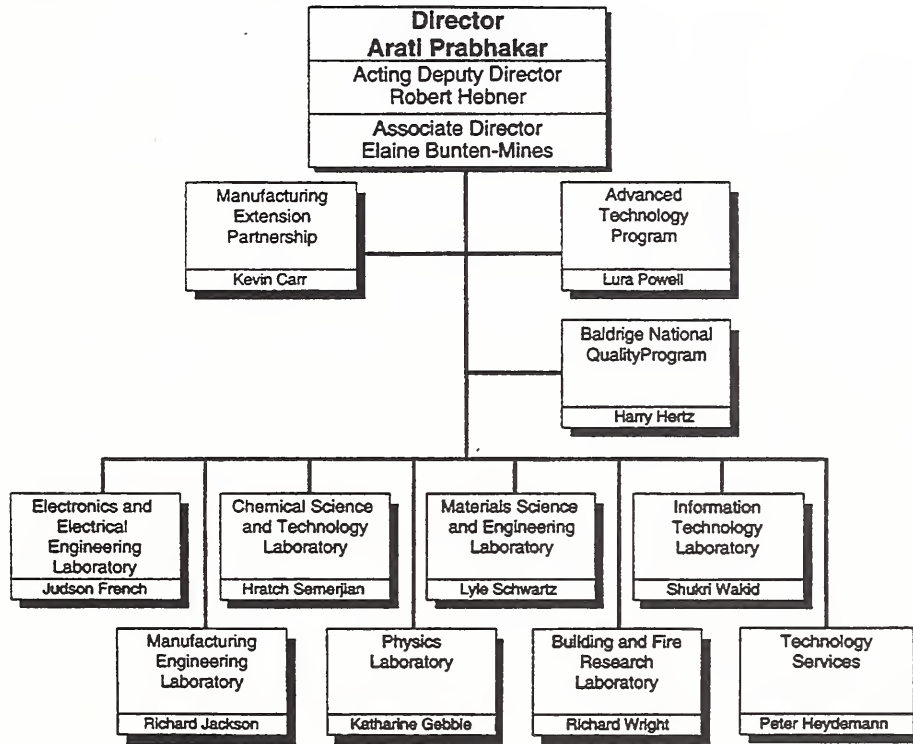 Director
Arati Prabhakar
Acting Deputy Director
Robert Hebner
Associate Director
Elaine Bunten-Mines
Manufacturing
Extension
Partnership
Kevin Carr
Advanced
Technology
Program
Lura Powell
Baldrige National
QualityProgram
Harry Hertz
Electronics and
Electrical
Engineering
Laboratory
Judson French
Chemical Science
and Technology
Laboratory
Hratch Semerjian
Materials Science
and Engineering
Laboratory
Lyle Schwartz
Information
Technology
Laboratory
Shukri Wakid
Manufacturing
Engineering
Laboratory
Richard Jackson
Physics
Laboratory
Katharine Gebbie
Building and Fire
Research
Laboratory
Richard Wright
Technology
Services
Peter Heydemann